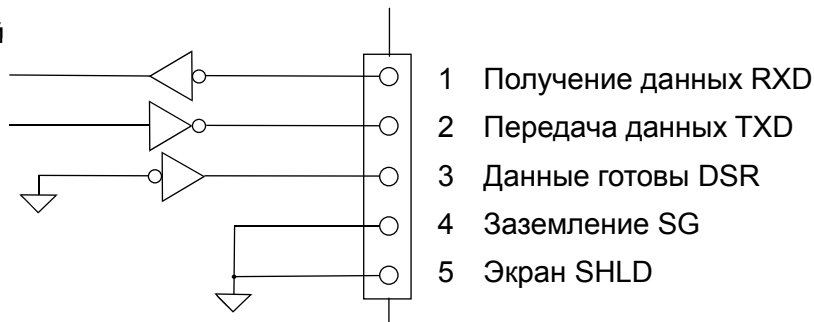 1 Получение данных RXD
2 Передача данных TXD
3 Данные готовы DSR
4 Заземление SG
5 Экран SHLD